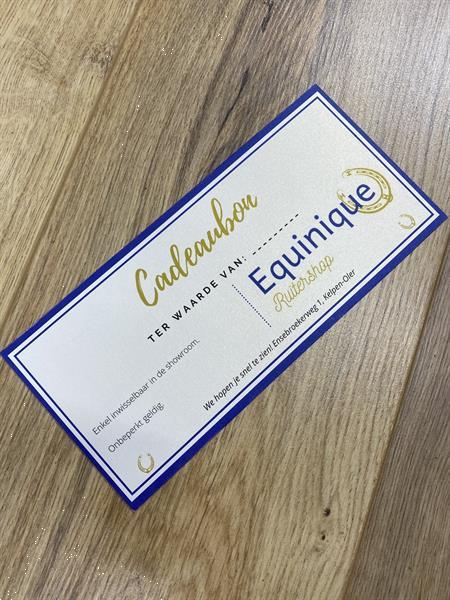 Cadeaubon
TER WAARDE VAN: --------
Equinique
Ruitershop
Enkel inwisselbaar in de showroom.
Onbeperkt geldig.
We hopen je snel te zien! Ensebroekerweg 1, Kelpen-Oler